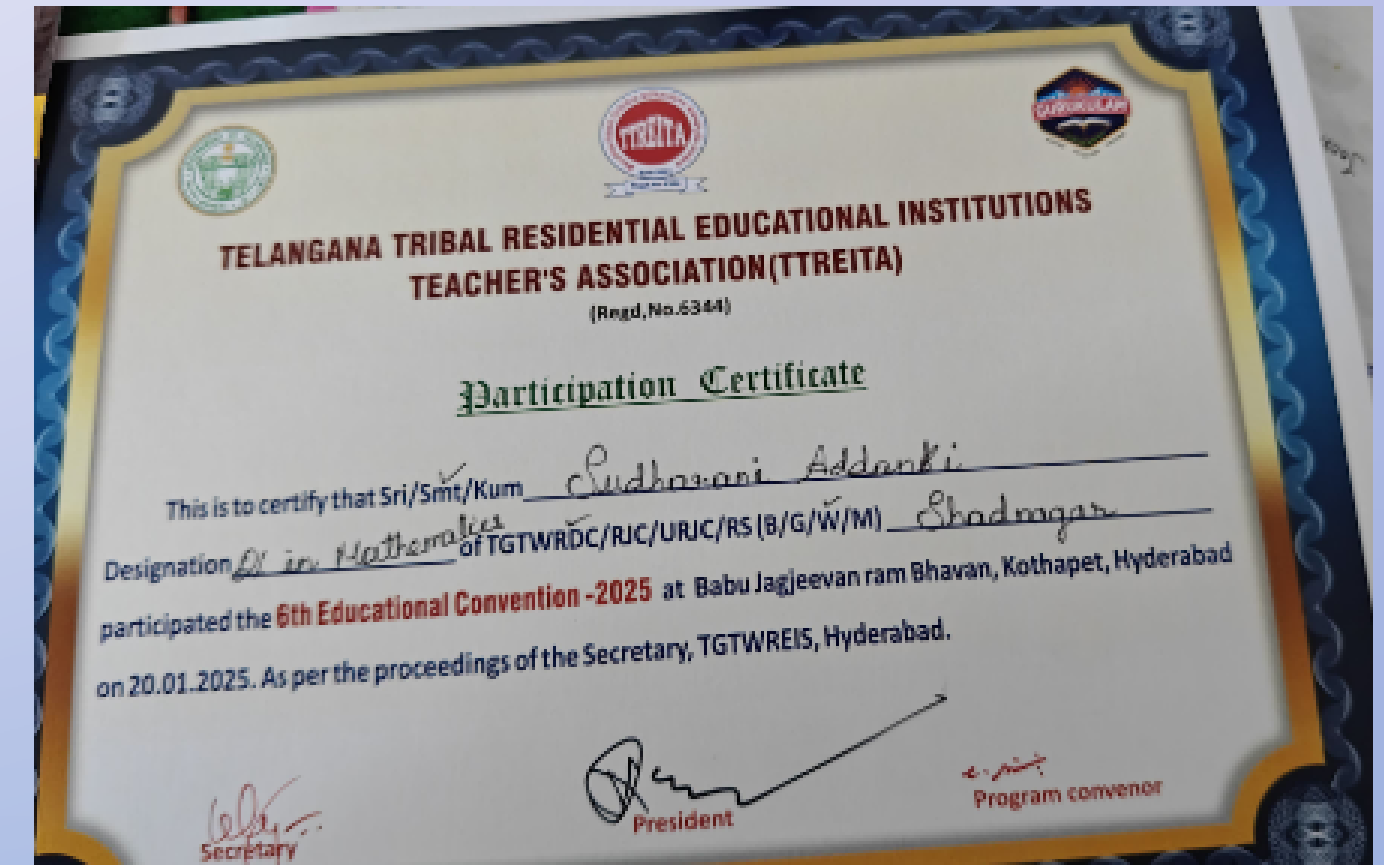 TTREITA
GURUKULAM
TELANGANA TRIBAL RESIDENTIAL EDUCATIONAL INSTITUTIONS
TEACHER'S ASSOCIATION(TTREITA)
(Regd,No.6344)
Participation Certificate
This is to certify that Sri/Smt/Kum Sudharani Addanki
Designation in Mathematics of TGTWRDC/RJC/URJC/RS (B/G/W/M) Shadnagar
participated the 6th Educational Convention -2025 at Babu Jagjeevan ram Bhavan, Kothapet, Hyderabad
on 20.01.2025. As per the proceedings of the Secretary, TGTWREIS, Hyderabad.
Secretary
President
Program convenor